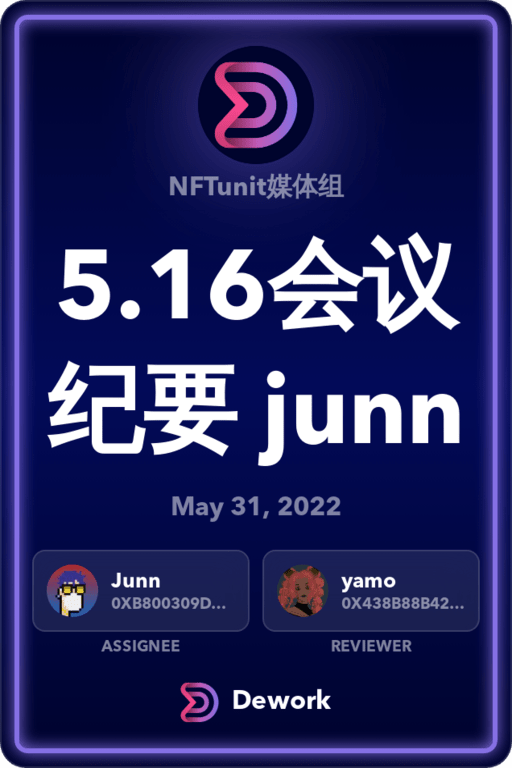 NFTunit媒体组
5.16会议
纪要 junn
May 31, 2022
Junn
0XB800309D...
yamo
0X438B88B42...
ASSIGNEE
REVIEWER
Dework